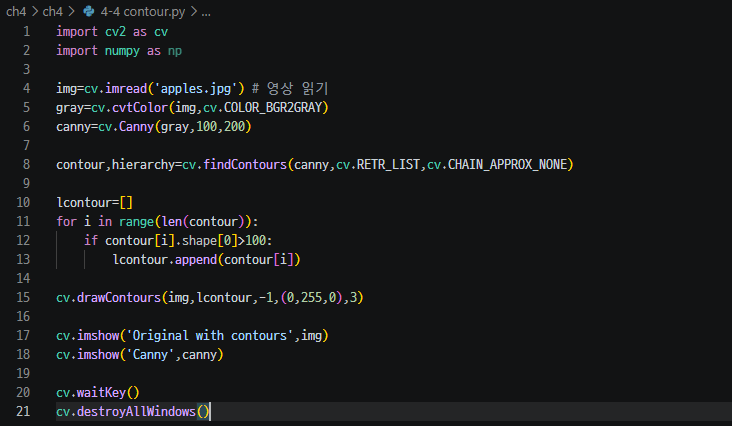 ch4 > ch4 > 4-4 contour.py > ...
1 import cv2 as cv
2 import numpy as np
3
4 img=cv.imread('apples.jpg') # 영상 읽기
5 gray=cv.cvtColor(img,cv.COLOR_BGR2GRAY)
6 canny=cv.Canny(gray,100,200)
7
8 contour,hierarchy=cv.findContours(canny,cv.RETR_LIST,cv.CHAIN_APPROX_NONE)
9
10 lcontour=[]
11 for i in range(len(contour)):
12     if contour[i].shape[0]>100:
13         lcontour.append(contour[i])
14
15 cv.drawContours(img,lcontour,-1,(0,255,0),3)
16
17 cv.imshow('Original with contours',img)
18 cv.imshow('Canny',canny)
19
20 cv.waitKey()
21 cv.destroyAllWindows()